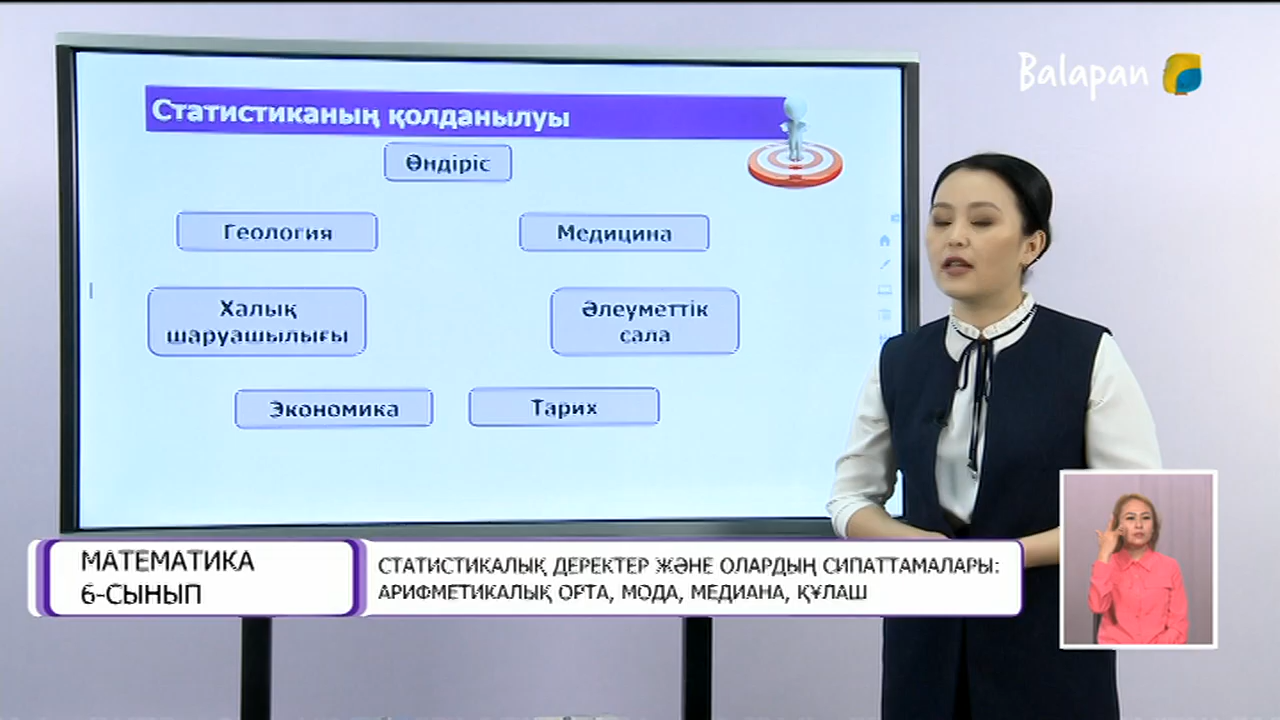 Balapan
Статистиканың қолданылуы
Өндіріс
Геология
Медицина
Халық
шаруашылығы
Әлеуметтік
сала
Экономика
Тарих
МАТЕМАТИКА
6-СЫНЫП
СТАТИСТИКАЛЫҚ ДЕРЕКТЕР ЖӘНЕ ОЛАРДЫҢ СИПАТТАМАЛАРЫ:
АРИФМЕТИКАЛЫҚ ОРТА, МОДА, МЕДИАНА, ҚҰЛАШ